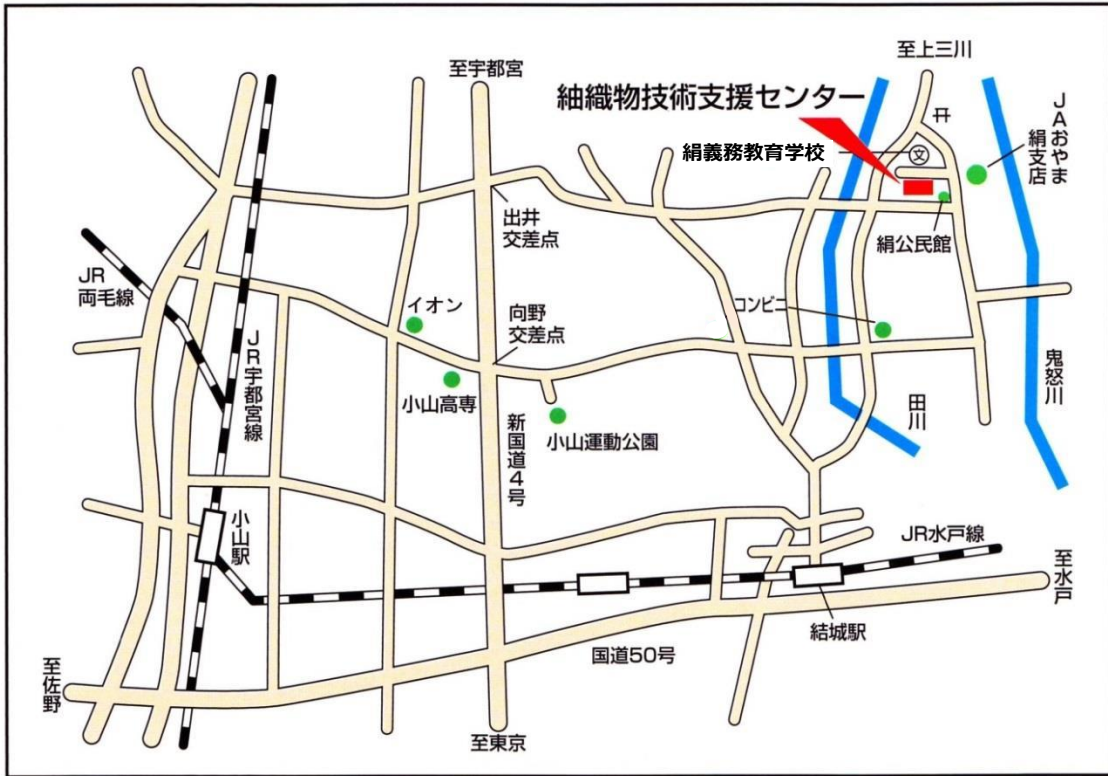 至上三川
至宇都宮
紬織物技術支援センター
JAおやま
絹支店
絹義務教育学校
文
出井
交差点
絹公民館
JR
両毛線
イオン
向野
交差点
コンビニ
JR宇都宮線
鬼怒川
小山高専
田川
小山運動公園
新国道4号
小山駅
JR水戸線
至水戸
結城駅
国道50号
至佐野
至東京